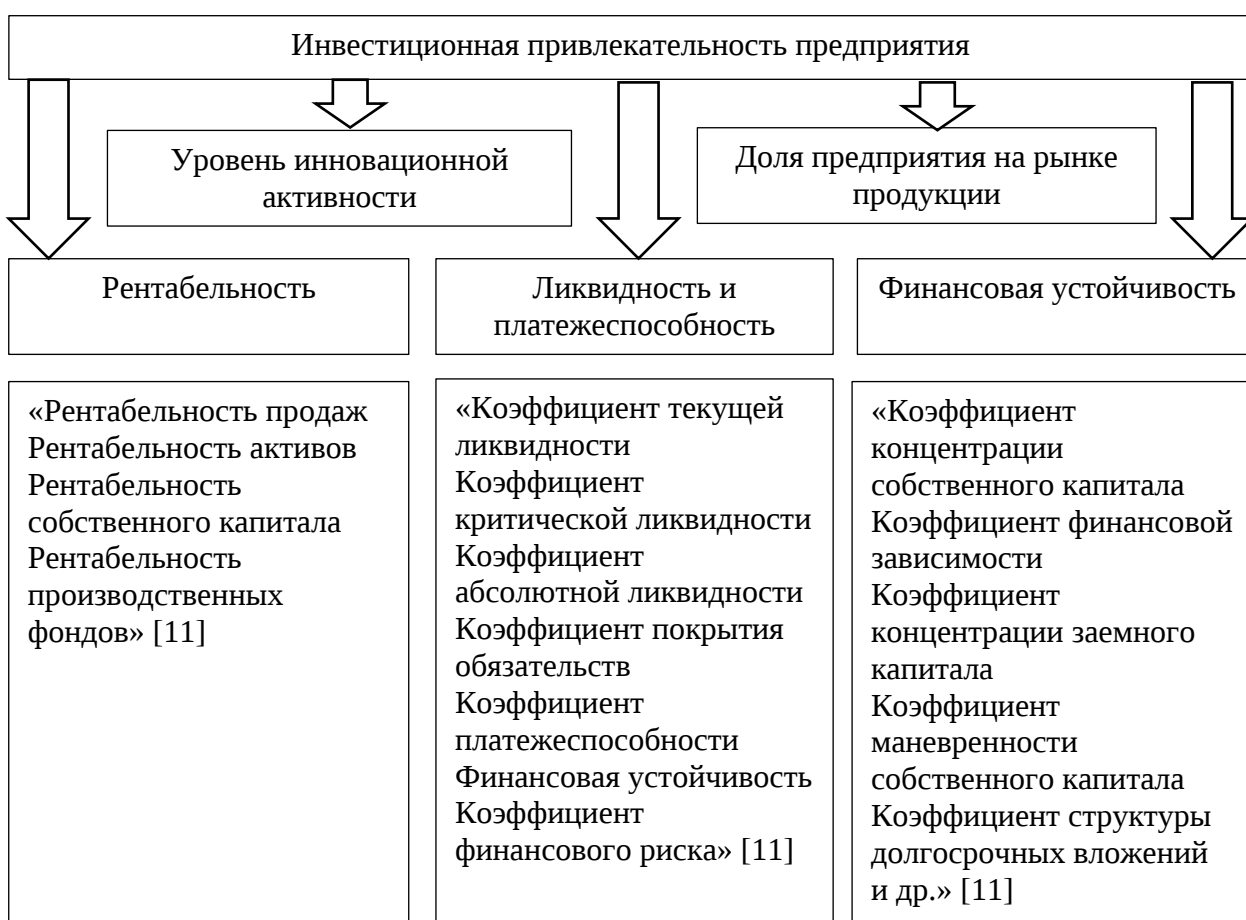 Инвестиционная привлекательность предприятия
Уровень инновационной
активности
Доля предприятия на рынке
продукции
Рентабельность
Ликвидность и
платежеспособность
Финансовая устойчивость
«Рентабельность продаж
Рентабельность активов
Рентабельность
собственного капитала
Рентабельность
производственных
фондов» [11]
«Коэффициент текущей
ликвидности
Коэффициент
критической ликвидности
Коэффициент
абсолютной ликвидности
Коэффициент покрытия
обязательств
Коэффициент
платежеспособности
Финансовая устойчивость
Коэффициент
финансового риска» [11]
«Коэффициент
концентрации
собственного капитала
Коэффициент финансовой
зависимости
Коэффициент
концентрации заемного
капитала
Коэффициент
маневренности
собственного капитала
Коэффициент структуры
долгосрочных вложений
и др.» [11]